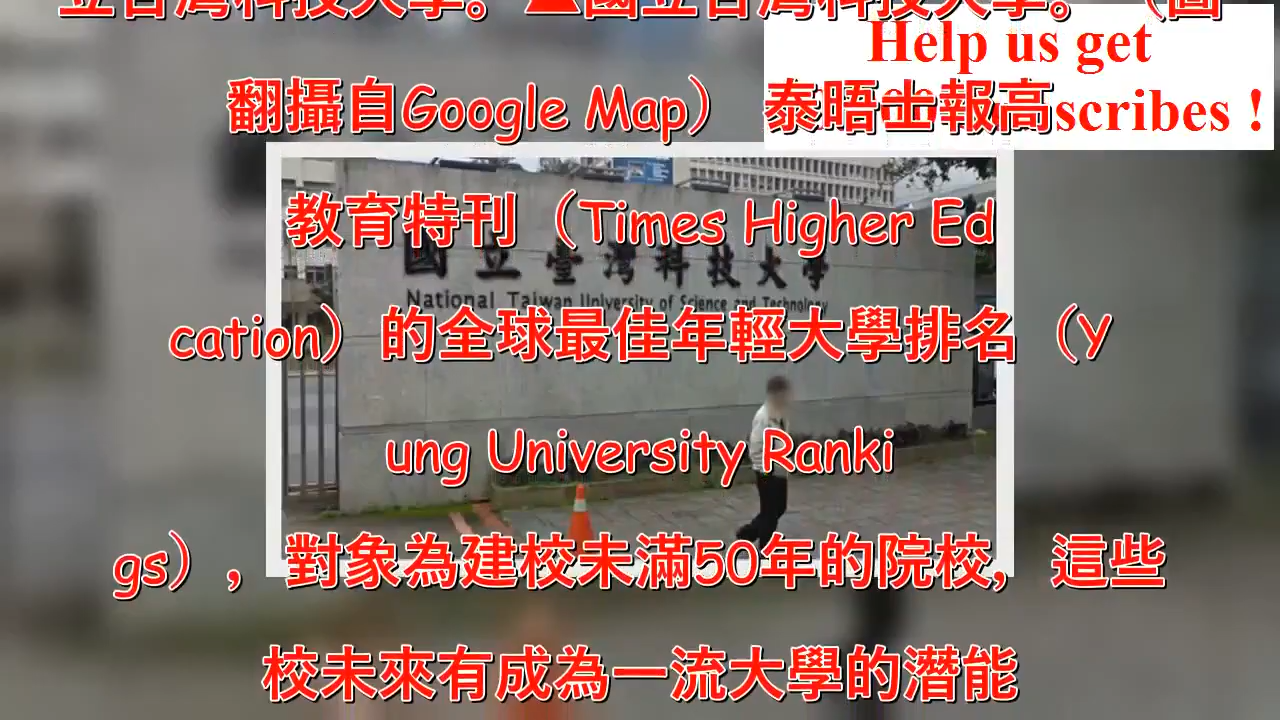 立台灣科技大學。▲國立台灣科技大學。（圖
翻攝自Google Map） 泰晤士報高
教育特刊（Times Higher Ed
cation）的全球最佳年輕大學排名（Y
ung University Ranki
gs），對象為建校未滿50年的院校，這些
校未來有成為一流大學的潛能
Help us get
scribes !
國立臺灣科技大學
National Taiwan University of Science and Technology